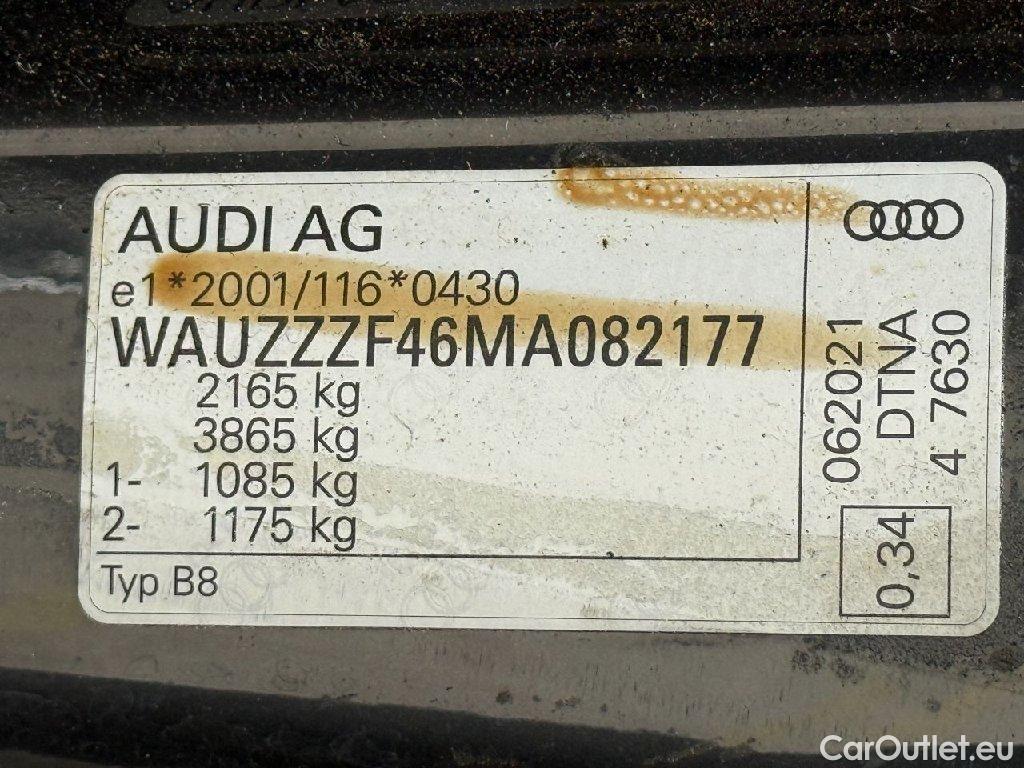 AUDI AG
e1*2001/116*0430
WAUZZZF46MA082177
2165 kg
3865 kg
1- 1085 kg
2- 1175 kg
Typ B8
062021
DTNA
4 7630
0,34
CarOutlet.eu